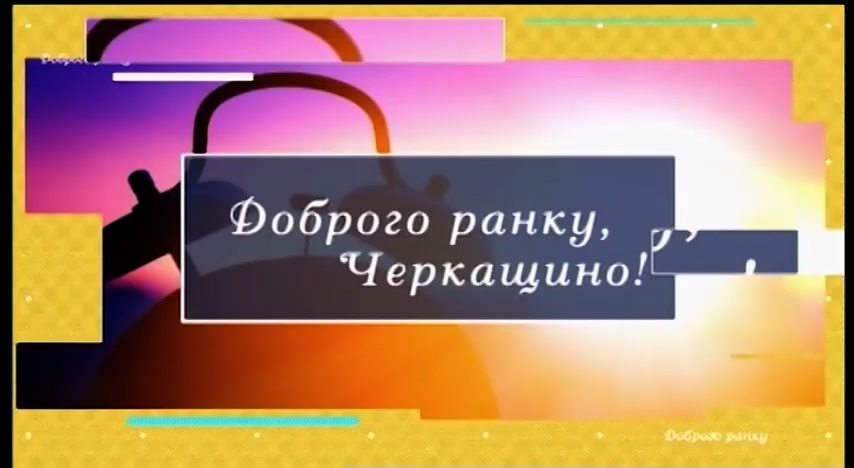 Доброго ранку,
Черкащино!
Доброго ранку